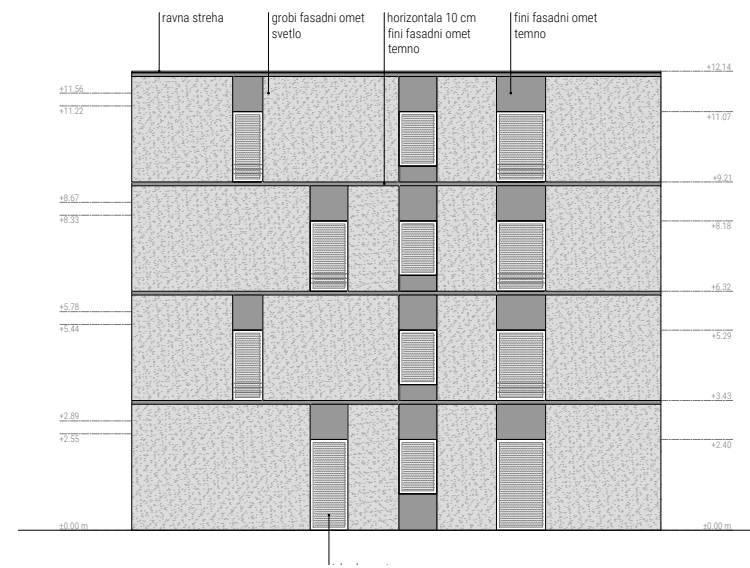 ravna streha
grobi fasadni omet
svetlo
horizontala 10 cm
fini fasadni omet
temno
fini fasadni omet
temno
+12.14
+11.56
+11.22
+11.07
+9.21
+8.67
+8.33
+8.18
+6.32
+5.78
+5.44
+5.29
+3.43
+2.89
+2.55
+2.40
±0.00 m
±0.00 m